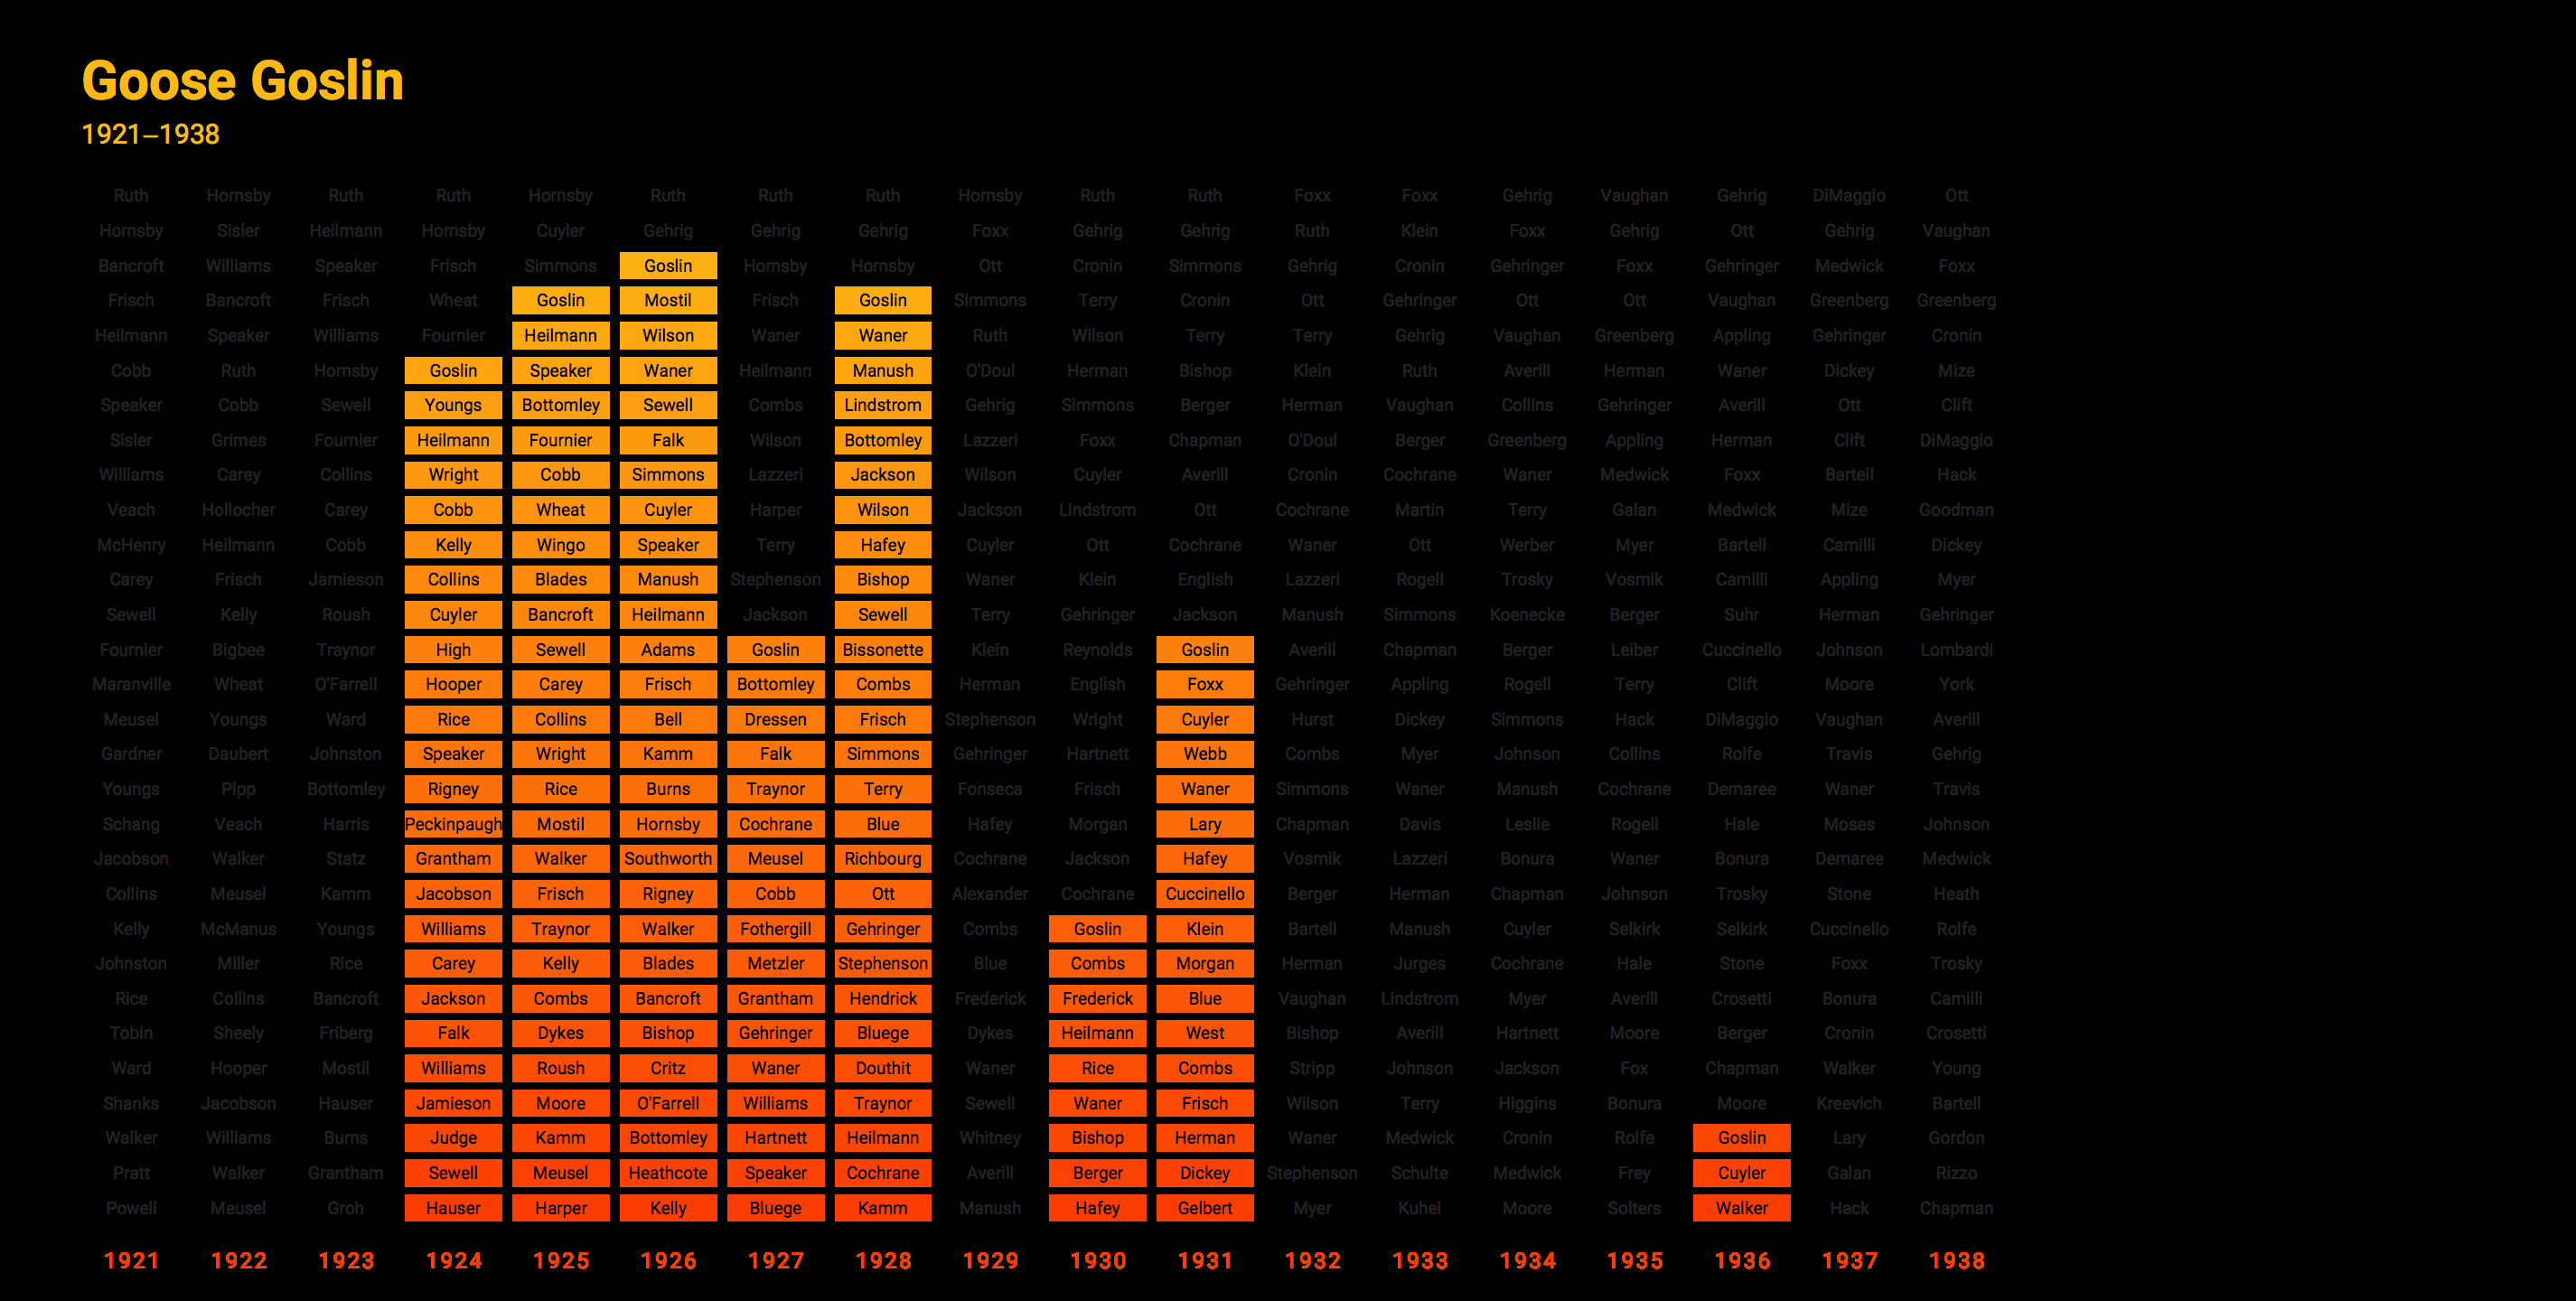 Goose Goslin
1921–1938
Ruth Hornsby Ruth Ruth Hornsby Ruth Ruth Ruth Hornsby Ruth Ruth Foxx Foxx Gehrig Vaughan Gehrig DiMaggio Ott
Hornsby Sisler Heilmann Hornsby Cuyler Gehrig Gehrig Gehrig Foxx Gehrig Gehrig Ruth Klein Foxx Gehrig Ott Gehrig Vaughan
Bancroft Williams Speaker Frisch Simmons Goslin Hornsby Hornsby Ott Cronin Simmons Gehrig Cronin Gehringer Foxx Gehringer Medwick Foxx
Frisch Bancroft Frisch Wheat Goslin Mostil Frisch Goslin Simmons Terry Cronin Ott Gehringer Ott Ott Vaughan Greenberg Greenberg
Heilmann Speaker Williams Fournier Heilmann Wilson Waner Waner Ruth Wilson Terry Terry Gehrig Vaughan Greenberg Appling Gehringer Cronin
Cobb Ruth Hornsby Goslin Speaker Waner Heilmann Manush O'Doul Herman Bishop Klein Ruth Averill Herman Waner Dickey Mize
Speaker Cobb Sewell Youngs Bottomley Sewell Combs Lindstrom Gehrig Simmons Berger Herman Vaughan Collins Gehringer Averill Ott Clift
Sisler Grimes Fournier Heilmann Fournier Falk Wilson Bottomley Lazzeri Foxx Chapman O'Doul Berger Greenberg Appling Herman Clift DiMaggio
Williams Carey Collins Wright Cobb Simmons Lazzeri Jackson Wilson Cuyler Averill Cronin Cochrane Waner Medwick Foxx Bartell Hack
Veach Hollocher Carey Cobb Wheat Cuyler Harper Wilson Jackson Lindstrom Ott Cochrane Martin Terry Galan Medwick Mize Goodman
McHenry Heilmann Cobb Kelly Wingo Speaker Terry Hafey Cuyler Ott Cochrane Waner Ott Werber Myer Bartell Camilli Dickey
Carey Frisch Jamieson Collins Blades Manush Stephenson Bishop Waner Klein English Lazzeri Rogell Trosky Vosmik Camilli Appling Myer
Sewell Kelly Roush Cuyler Bancroft Heilmann Jackson Sewell Terry Gehringer Jackson Manush Simmons Koenecke Berger Suhr Herman Gehringer
Fournier Bigbee Traynor High Sewell Adams Goslin Bissonette Klein Reynolds Goslin Averill Chapman Berger Leiber Cuccinello Johnson Lombardi
Maranville Wheat O'Farrell Hooper Carey Frisch Bottomley Combs Herman English Foxx Gehringer Appling Rogell Terry Clift Moore York
Meusel Youngs Ward Rice Collins Bell Dressen Frisch Stephenson Wright Cuyler Hurst Dickey Simmons Hack DiMaggio Vaughan Averill
Gardner Daubert Johnston Speaker Wright Kamm Falk Simmons Gehringer Hartnett Webb Combs Myer Johnson Collins Rolfe Travis Gehrig
Youngs Pipp Bottomley Rigney Rice Burns Traynor Terry Fonseca Frisch Waner Simmons Waner Manush Cochrane Demaree Waner Travis
Schang Veach Harris Peckinpaugh Mostil Hornsby Cochrane Blue Hafey Morgan Lary Chapman Davis Leslie Rogell Hale Moses Johnson
Jacobson Walker Statz Grantham Walker Southworth Meusel Richbourg Cochrane Jackson Hafey Vosmik Lazzeri Bonura Waner Bonura Demaree Medwick
Collins Meusel Kamm Jacobson Frisch Rigney Cobb Ott Alexander Cochrane Cuccinello Berger Herman Chapman Johnson Trosky Stone Heath
Kelly McManus Youngs Williams Traynor Walker Fothergill Gehringer Combs Goslin Klein Bartell Manush Cuyler Selkirk Selkirk Cuccinello Rolfe
Johnston Miller Rice Carey Kelly Blades Metzler Stephenson Blue Combs Morgan Herman Jurges Cochrane Hale Stone Foxx Trosky
Rice Collins Bancroft Jackson Combs Bancroft Grantham Hendrick Frederick Frederick Blue Vaughan Lindstrom Myer Averill Crosetti Bonura Camilli
Tobin Sheely Friberg Falk Dykes Bishop Gehringer Bluege Dykes Heilmann West Bishop Averill Hartnett Moore Berger Cronin Crosetti
Ward Hooper Mostil Williams Roush Critz Waner Douthit Waner Rice Combs Stripp Johnson Jackson Fox Chapman Walker Young
Shanks Jacobson Hauser Jamieson Moore O'Farrell Williams Traynor Sewell Waner Frisch Wilson Terry Higgins Bonura Moore Kreevich Bartell
Walker Williams Burns Judge Kamm Bottomley Hartnett Heilmann Whitney Bishop Herman Waner Medwick Cronin Rolfe Goslin Lary Gordon
Pratt Walker Grantham Sewell Meusel Heathcote Speaker Cochrane Averill Berger Dickey Stephenson Schulte Medwick Frey Cuyler Galan Rizzo
Powell Meusel Groh Hauser Harper Kelly Bluege Kamm Manush Hafey Gelbert Myer Kuhel Moore Solters Walker Hack Chapman
1921 1922 1923 1924 1925 1926 1927 1928 1929 1930 1931 1932 1933 1934 1935 1936 1937 1938